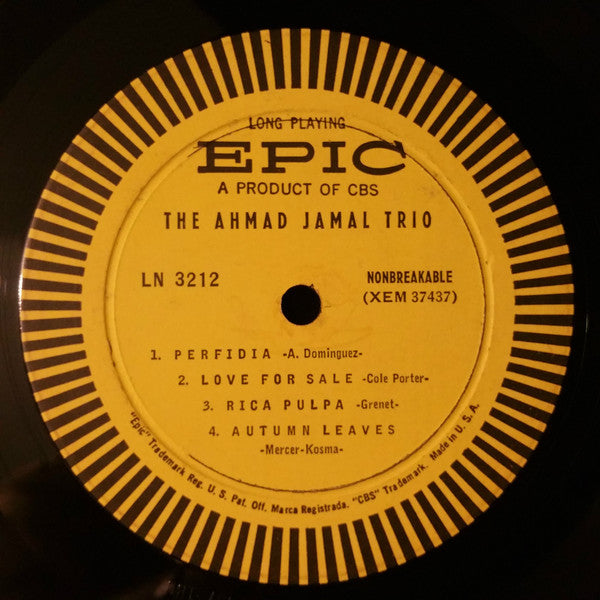 LONG PLAYING
EPIC
A PRODUCT OF CBS
THE AHMAD JAMAL TRIO
LN 3212
NONBREAKABLE
(XEM 37437)
1. PERFIDIA -A. Dominguez-
2. LOVE FOR SALE -Cole Porter-
3. RICA PULPA -Grenet-
4. AUTUMN LEAVES
-Mercer-Kosma-
"Epic" Trademark Reg. U. S. Pat. Off. Marca Registrada. "CBS" Trademark. Made in U. S. A.